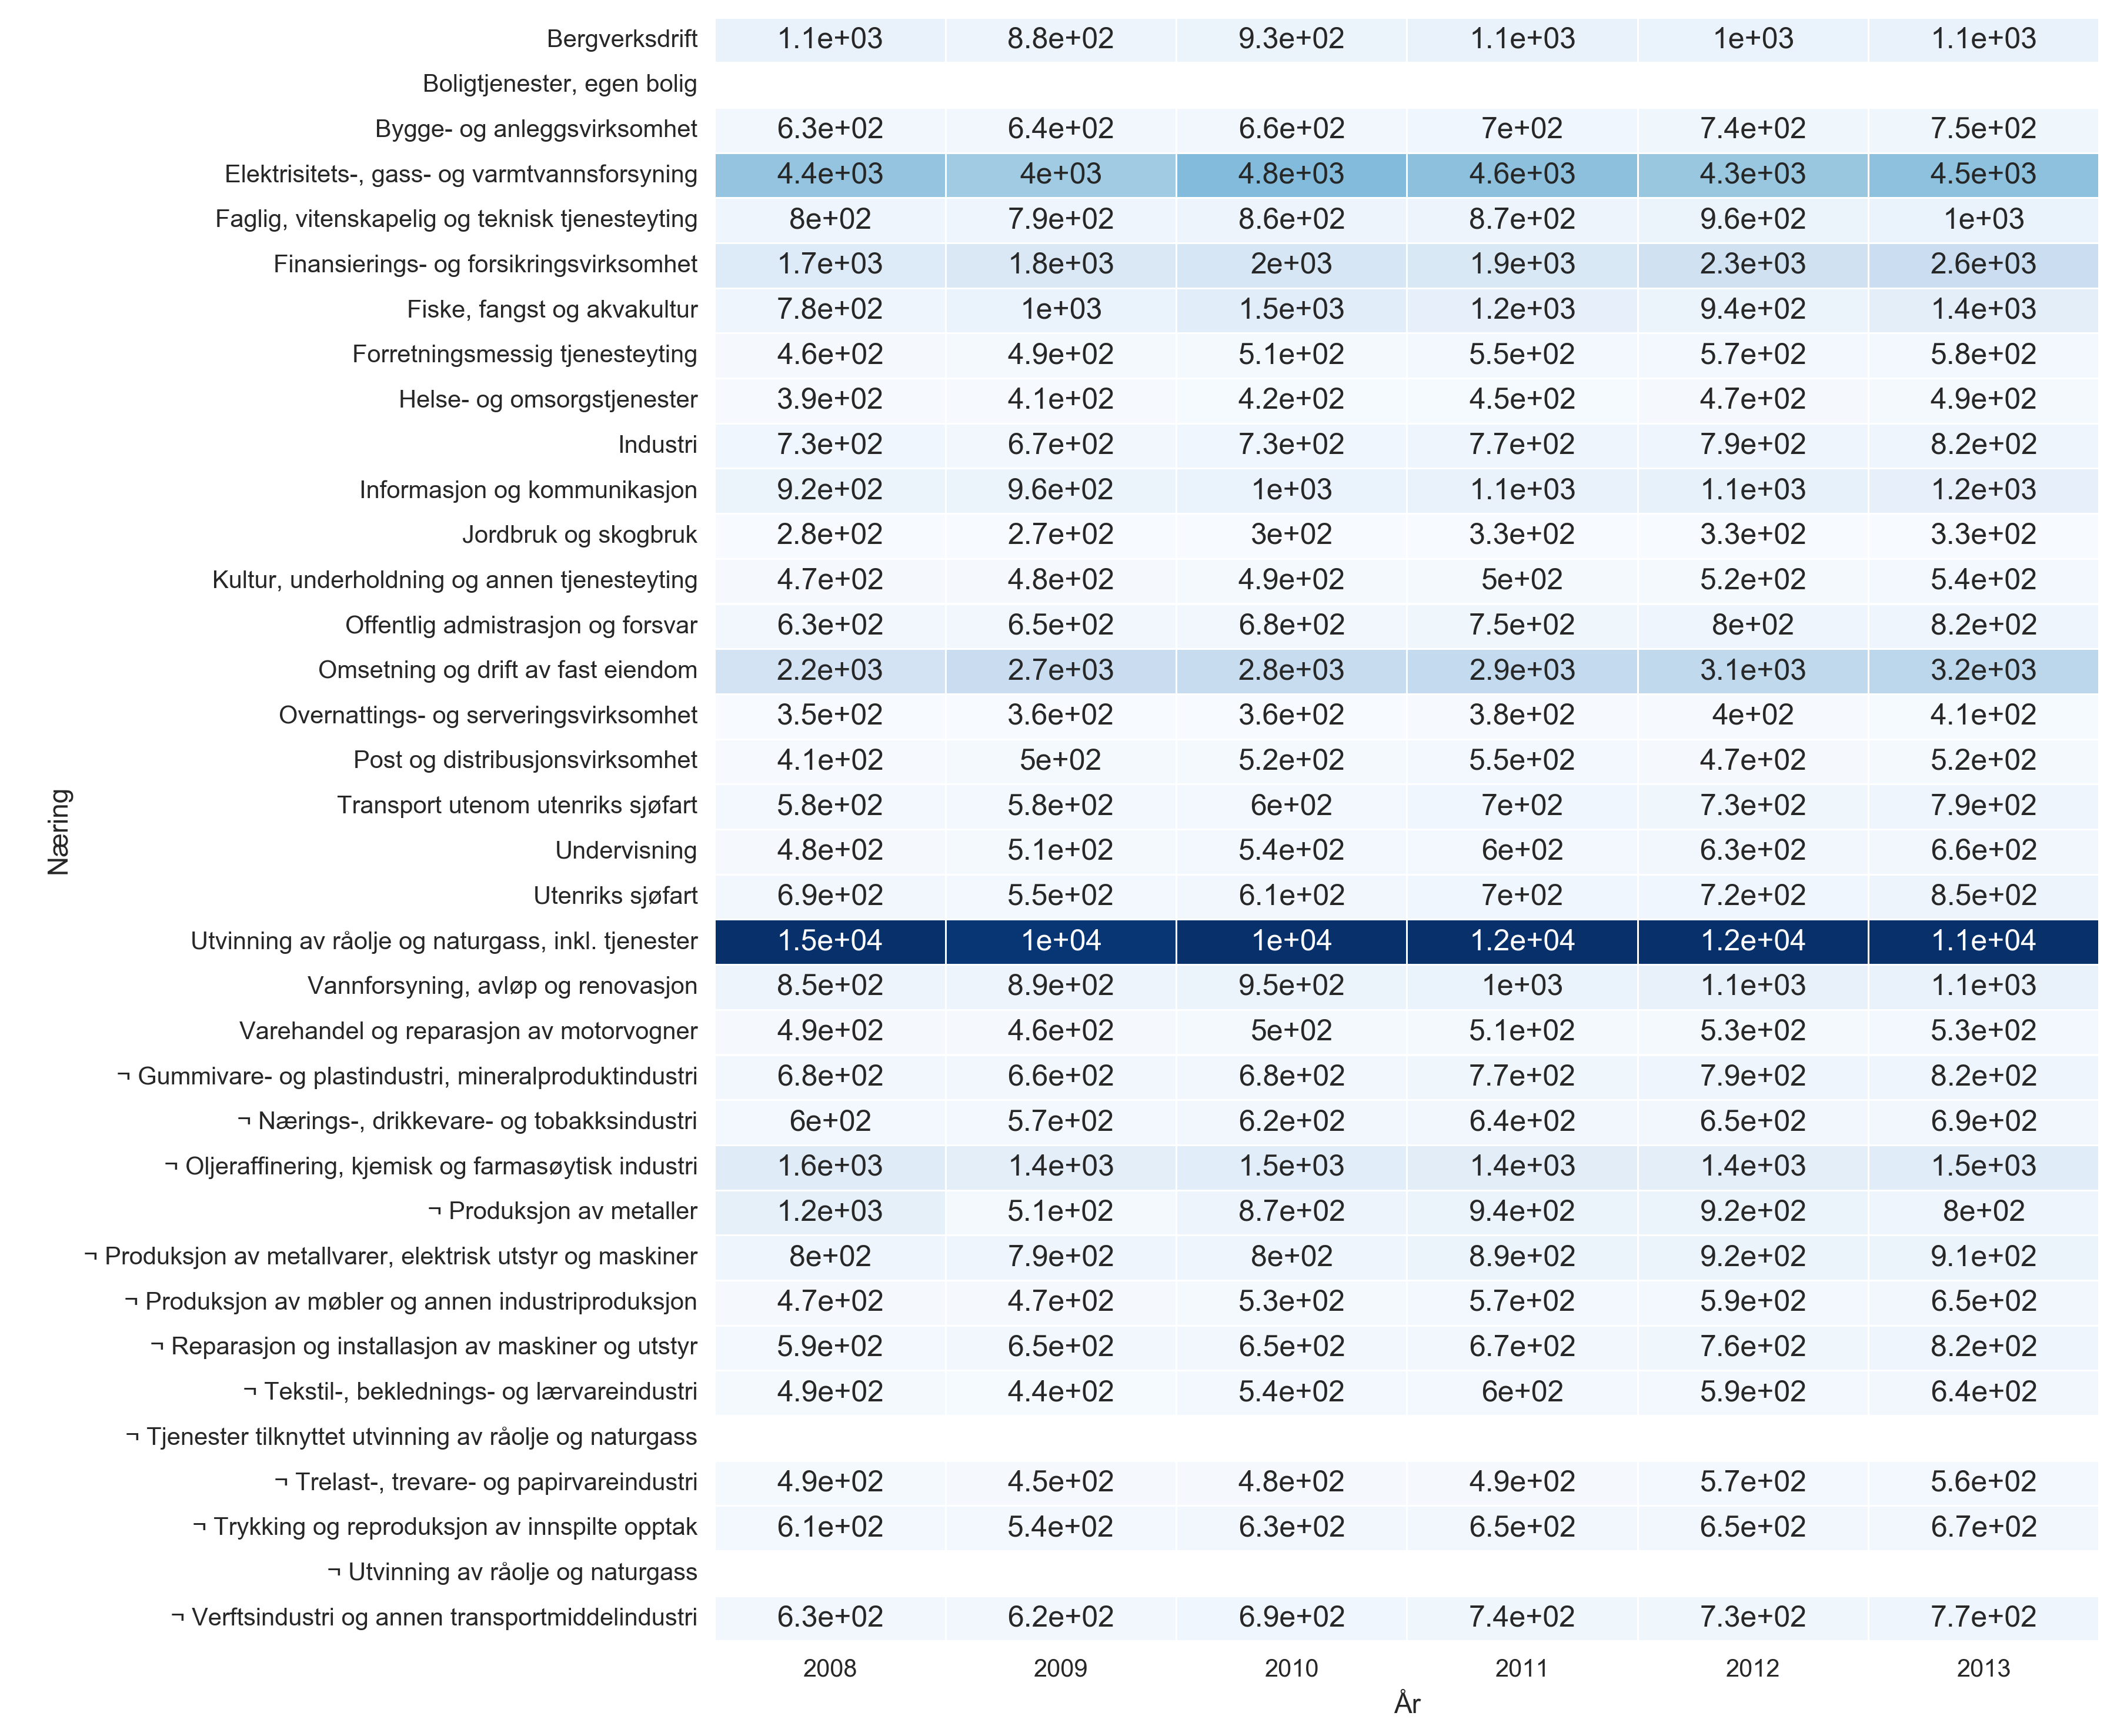 Bergverksdrift 1.1e+03 8.8e+02 9.3e+02 1.1e+03 1e+03 1.1e+03
Boligtjenester, egen bolig
Bygge- og anleggsvirksomhet 6.3e+02 6.4e+02 6.6e+02 7e+02 7.4e+02 7.5e+02
Elektrisitets-, gass- og varmtvannsforsyning 4.4e+03 4e+03 4.8e+03 4.6e+03 4.3e+03 4.5e+03
Faglig, vitenskapelig og teknisk tjenesteyting 8e+02 7.9e+02 8.6e+02 8.7e+02 9.6e+02 1e+03
Finansierings- og forsikringsvirksomhet 1.7e+03 1.8e+03 2e+03 1.9e+03 2.3e+03 2.6e+03
Fiske, fangst og akvakultur 7.8e+02 1e+03 1.5e+03 1.2e+03 9.4e+02 1.4e+03
Forretningsmessig tjenesteyting 4.6e+02 4.9e+02 5.1e+02 5.5e+02 5.7e+02 5.8e+02
Helse- og omsorgstjenester 3.9e+02 4.1e+02 4.2e+02 4.5e+02 4.7e+02 4.9e+02
Industri 7.3e+02 6.7e+02 7.3e+02 7.7e+02 7.9e+02 8.2e+02
Informasjon og kommunikasjon 9.2e+02 9.6e+02 1e+03 1.1e+03 1.1e+03 1.2e+03
Jordbruk og skogbruk 2.8e+02 2.7e+02 3e+02 3.3e+02 3.3e+02 3.3e+02
Kultur, underholdning og annen tjenesteyting 4.7e+02 4.8e+02 4.9e+02 5e+02 5.2e+02 5.4e+02
Offentlig admistrasjon og forsvar 6.3e+02 6.5e+02 6.8e+02 7.5e+02 8e+02 8.2e+02
Omsetning og drift av fast eiendom 2.2e+03 2.7e+03 2.8e+03 2.9e+03 3.1e+03 3.2e+03
Overnattings- og serveringsvirksomhet 3.5e+02 3.6e+02 3.6e+02 3.8e+02 4e+02 4.1e+02
Post og distribusjonsvirksomhet 4.1e+02 5e+02 5.2e+02 5.5e+02 4.7e+02 5.2e+02
Transport utenom utenriks sjøfart 5.8e+02 5.8e+02 6e+02 7e+02 7.3e+02 7.9e+02
Undervisning 4.8e+02 5.1e+02 5.4e+02 6e+02 6.3e+02 6.6e+02
Utenriks sjøfart 6.9e+02 5.5e+02 6.1e+02 7e+02 7.2e+02 8.5e+02
Utvinning av råolje og naturgass, inkl. tjenester 1.5e+04 1e+04 1e+04 1.2e+04 1.2e+04 1.1e+04
Vannforsyning, avløp og renovasjon 8.5e+02 8.9e+02 9.5e+02 1e+03 1.1e+03 1.1e+03
Varehandel og reparasjon av motorvogner 4.9e+02 4.6e+02 5e+02 5.1e+02 5.3e+02 5.3e+02
¬ Gummivare- og plastindustri, mineralproduktindustri 6.8e+02 6.6e+02 6.8e+02 7.7e+02 7.9e+02 8.2e+02
¬ Nærings-, drikkevare- og tobakksindustri 6e+02 5.7e+02 6.2e+02 6.4e+02 6.5e+02 6.9e+02
¬ Oljeraffinering, kjemisk og farmasøytisk industri 1.6e+03 1.4e+03 1.5e+03 1.4e+03 1.4e+03 1.5e+03
¬ Produksjon av metaller 1.2e+03 5.1e+02 8.7e+02 9.4e+02 9.2e+02 8e+02
¬ Produksjon av metallvarer, elektrisk utstyr og maskiner 8e+02 7.9e+02 8e+02 8.9e+02 9.2e+02 9.1e+02
¬ Produksjon av møbler og annen industriproduksjon 4.7e+02 4.7e+02 5.3e+02 5.7e+02 5.9e+02 6.5e+02
¬ Reparasjon og installasjon av maskiner og utstyr 5.9e+02 6.5e+02 6.5e+02 6.7e+02 7.6e+02 8.2e+02
¬ Tekstil-, beklednings- og lærvareindustri 4.9e+02 4.4e+02 5.4e+02 6e+02 5.9e+02 6.4e+02
¬ Tjenester tilknyttet utvinning av råolje og naturgass
¬ Trelast-, trevare- og papirvareindustri 4.9e+02 4.5e+02 4.8e+02 4.9e+02 5.7e+02 5.6e+02
¬ Trykking og reproduksjon av innspilte opptak 6.1e+02 5.4e+02 6.3e+02 6.5e+02 6.5e+02 6.7e+02
¬ Utvinning av råolje og naturgass
¬ Verftsindustri og annen transportmiddelindustri 6.3e+02 6.2e+02 6.9e+02 7.4e+02 7.3e+02 7.7e+02
2008 2009 2010 2011 2012 2013
År
Næring